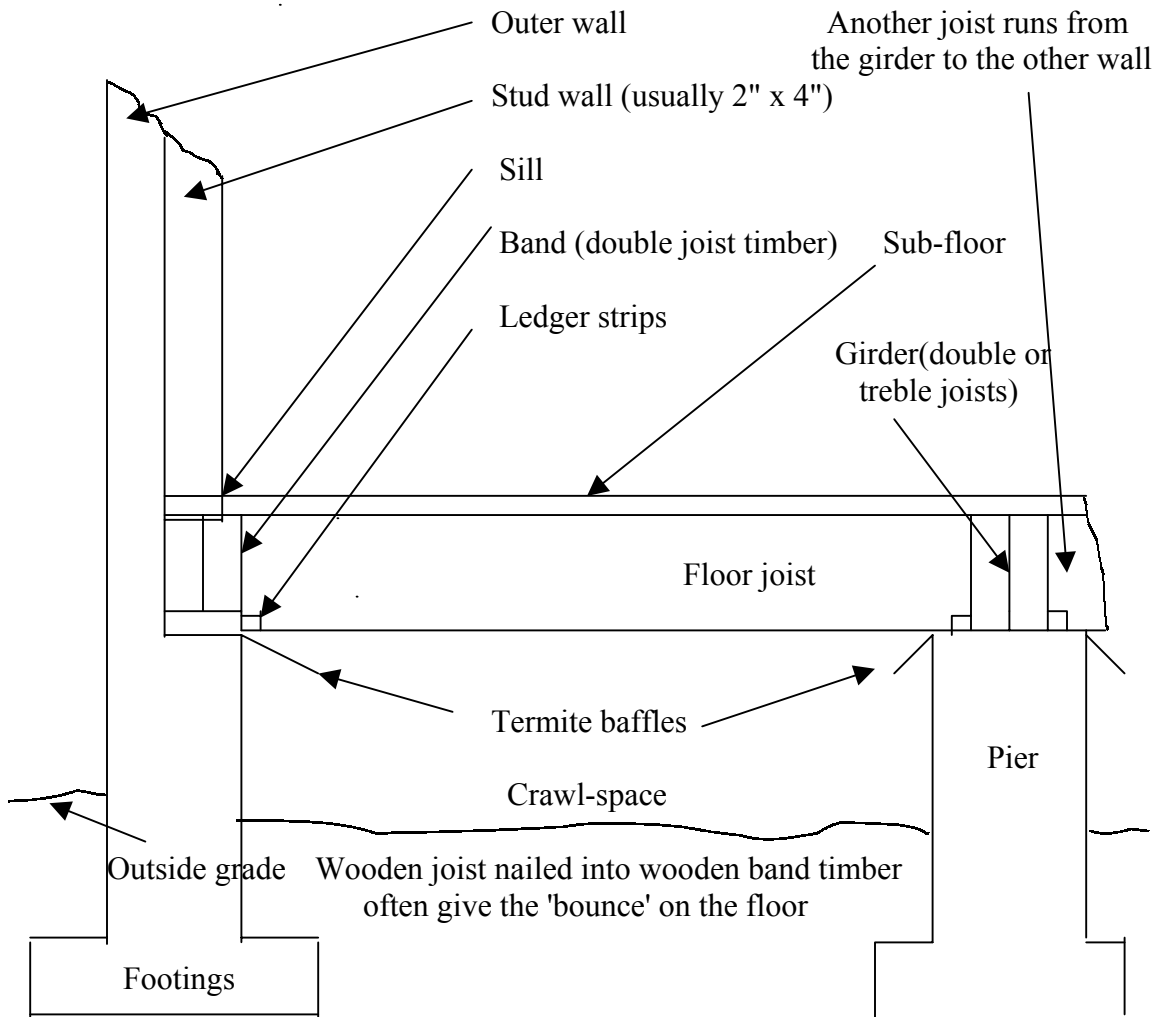 Outer wall
Another joist runs from
the girder to the other wall
Stud wall (usually 2" x 4")
Sill
Band (double joist timber)
Sub-floor
Ledger strips
Girder(double or
treble joists)
Floor joist
Termite baffles
Pier
Crawl-space
Outside grade
Wooden joist nailed into wooden band timber
often give the 'bounce' on the floor
Footings